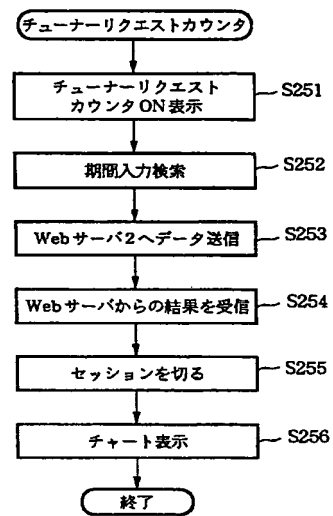 チューナーリクエストカウンタ
チューナーリクエスト
カウンタON表示
S251
期間入力検索
S252
Webサーバ2へデータ送信
S253
Webサーバからの結果を受信
S254
セッションを切る
S255
チャート表示
S256
終了